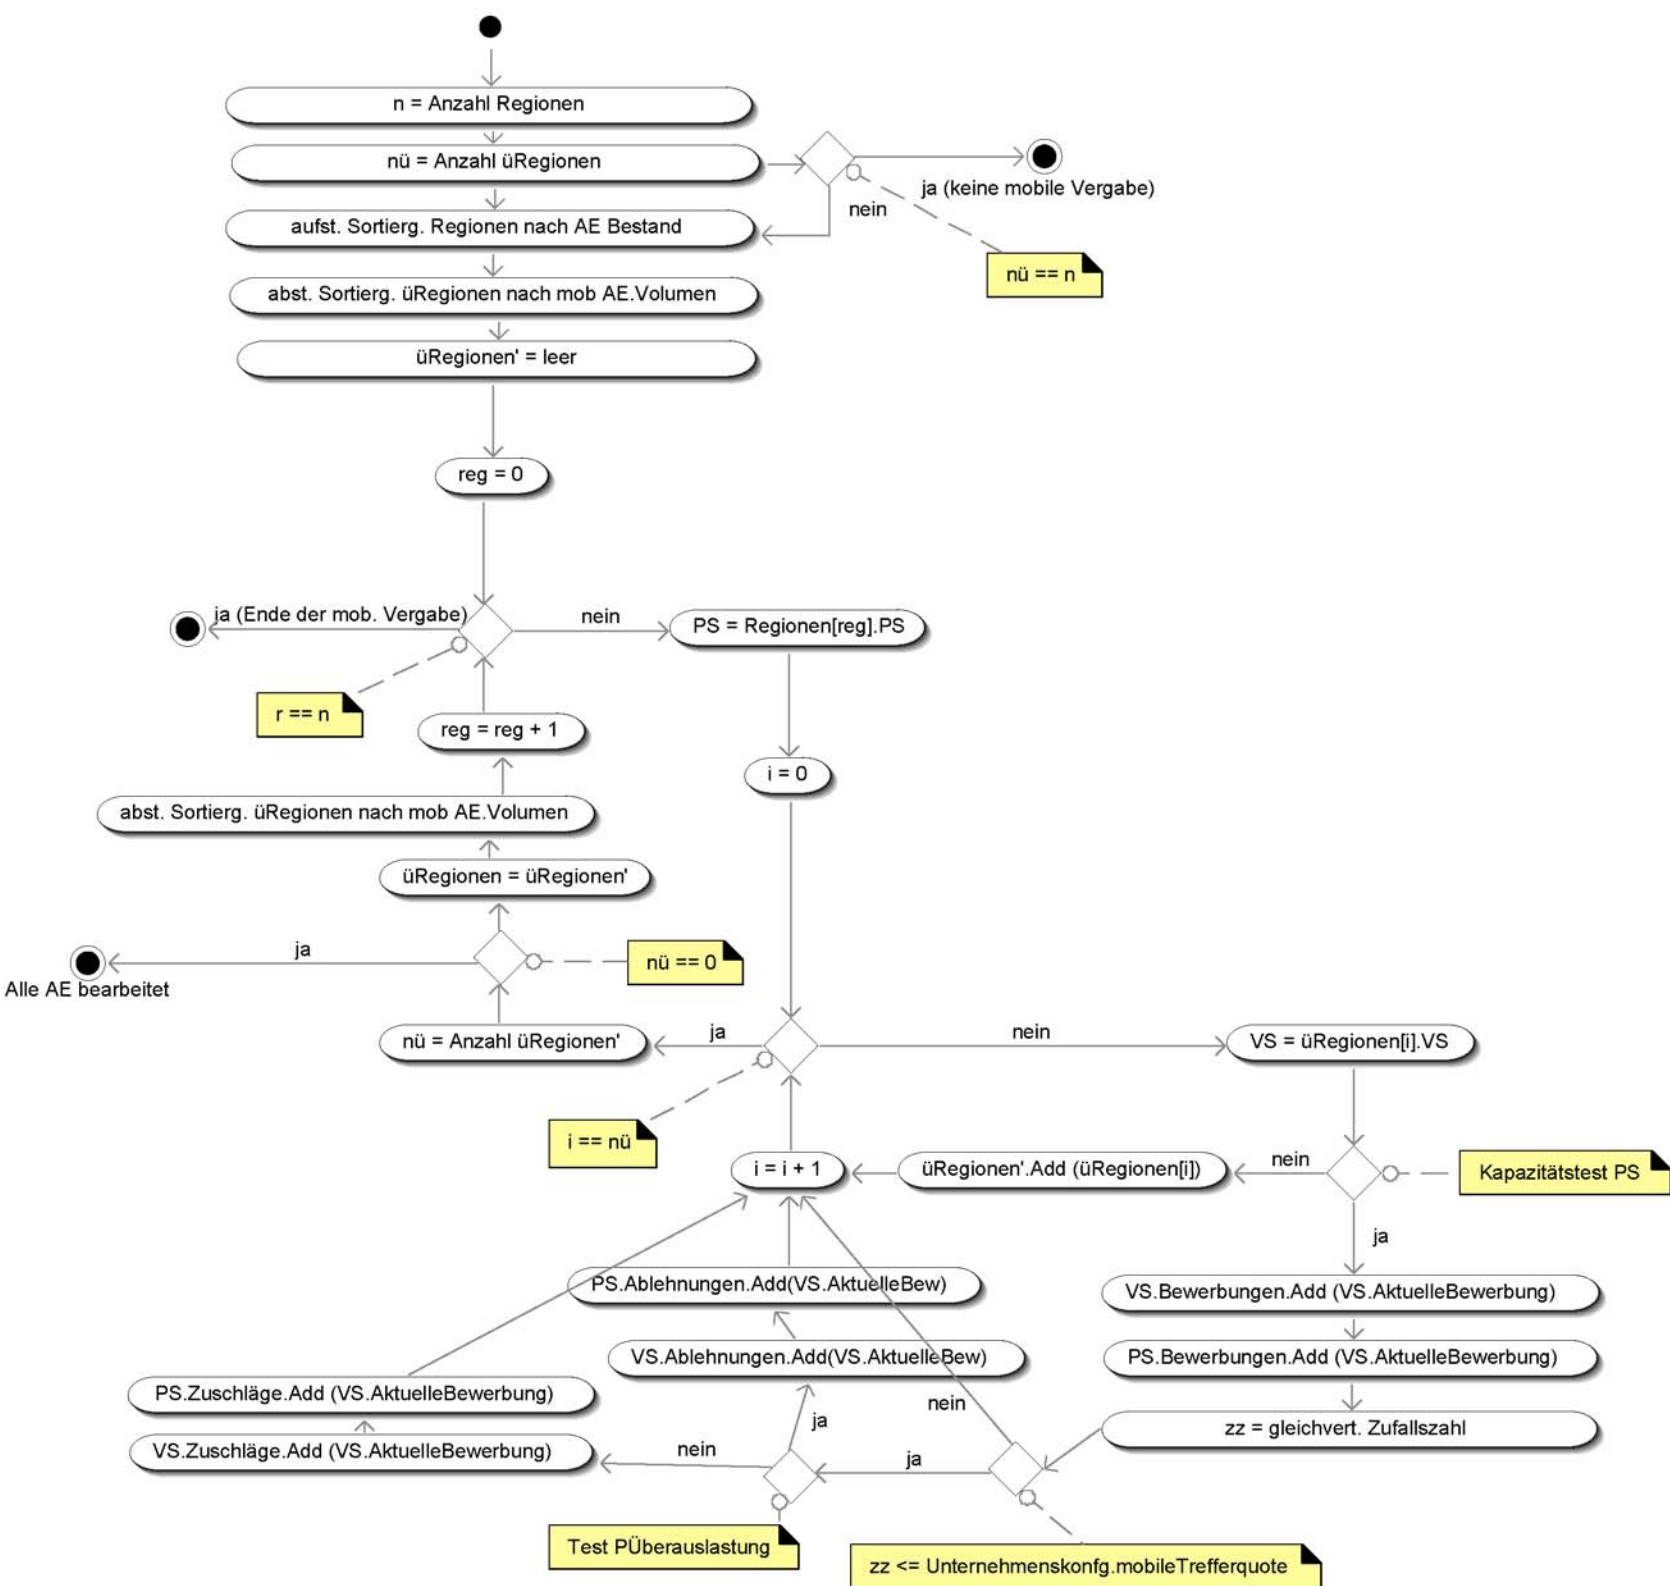 n = Anzahl Regionen
nü = Anzahl üRegionen
ja (keine mobile Vergabe)
nein
aufst. Sortierg. Regionen nach AE Bestand
nü == n
abst. Sortierg. üRegionen nach mob AE.Volumen
üRegionen' = leer
reg = 0
ja (Ende der mob. Vergabe)
nein
PS = Regionen[reg].PS
r == n
reg = reg + 1
i = 0
abst. Sortierg. üRegionen nach mob AE.Volumen
üRegionen = üRegionen'
ja
nü == 0
Alle AE bearbeitet
nü = Anzahl üRegionen'
ja
nein
VS = üRegionen[i].VS
i == nü
i = i + 1
üRegionen'.Add (üRegionen[i])
nein
Kapazitätstest PS
ja
PS.Ablehnungen.Add(VS.AktuelleBew)
VS.Bewerbungen.Add (VS.AktuelleBewerbung)
VS.Ablehnungen.Add(VS.AktuelleBew)
PS.Bewerbungen.Add (VS.AktuelleBewerbung)
PS.Zuschläge.Add (VS.AktuelleBewerbung)
nein
ja
zz = gleichvert. Zufallszahl
VS.Zuschläge.Add (VS.AktuelleBewerbung)
nein
ja
Test PÜberauslastung
zz <= Unternehmenskonfg.mobileTrefferquote